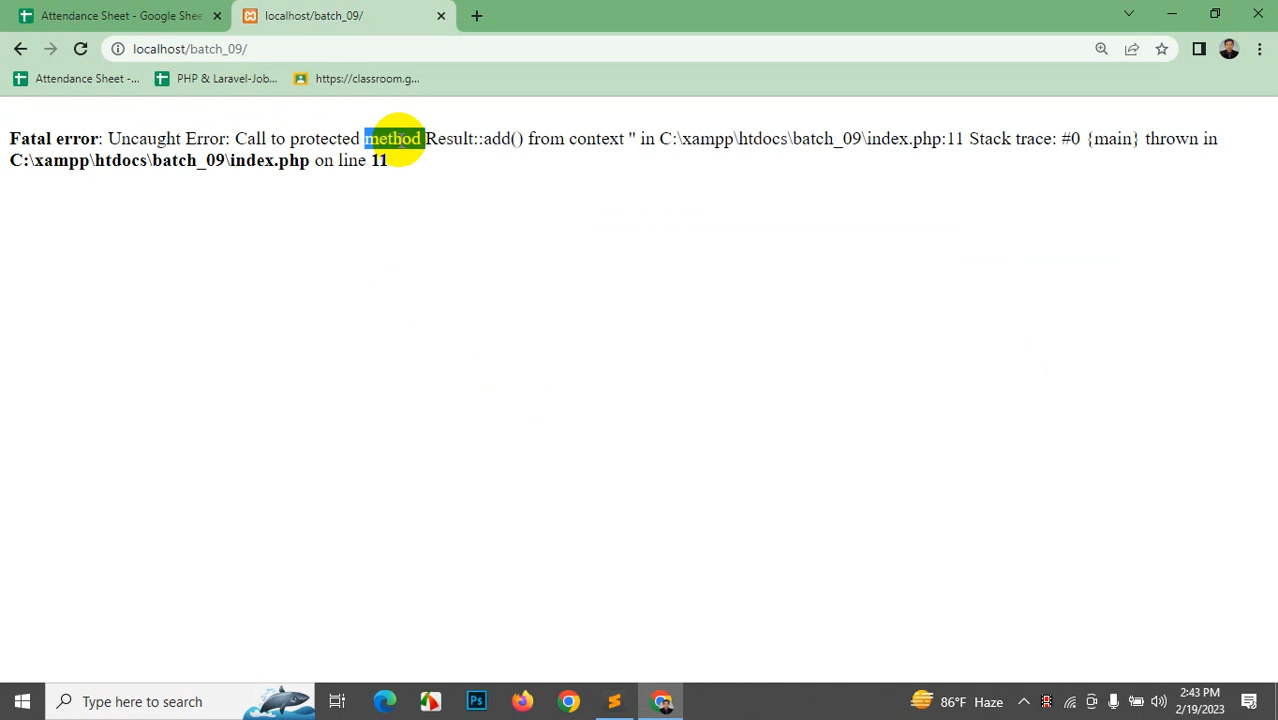 Attendance Sheet - Google Shee
localhost/batch_09/
localhost/batch_09/
Attendance Sheet -...
PHP & Laravel-Job...
https://classroom.g...
Fatal error: Uncaught Error: Call to protected method Result::add() from context '' in C:\xampp\htdocs\batch_09\index.php:11 Stack trace: #0 {main} thrown in
C:\xampp\htdocs\batch_09\index.php on line 11
Type here to search
Ps
86°F Haze
2:43 PM
2/19/2023